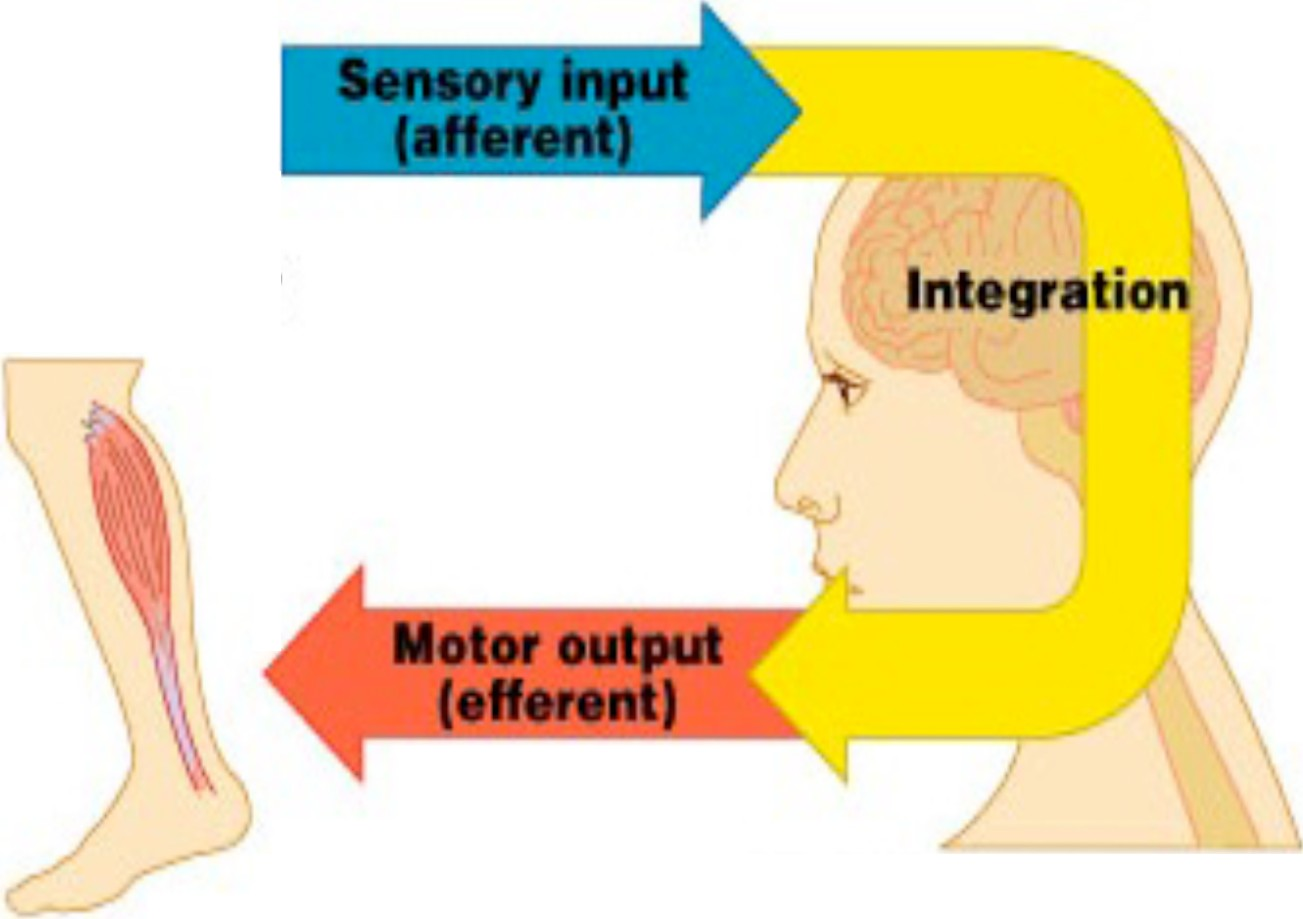 Sensory input
(afferent)
Integration
Motor output
(efferent)